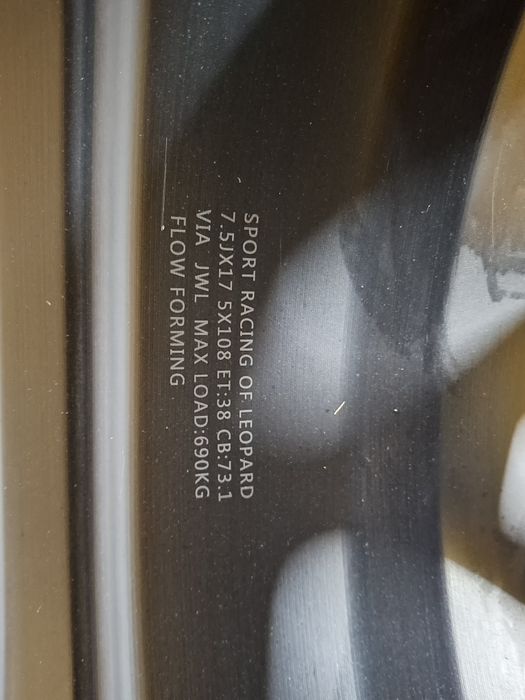 SPORT RACING OF LEOPARD
7.5JX17 5X108 ET:38 CB:73.1
VIA JWL MAX LOAD:690KG
FLOW FORMING